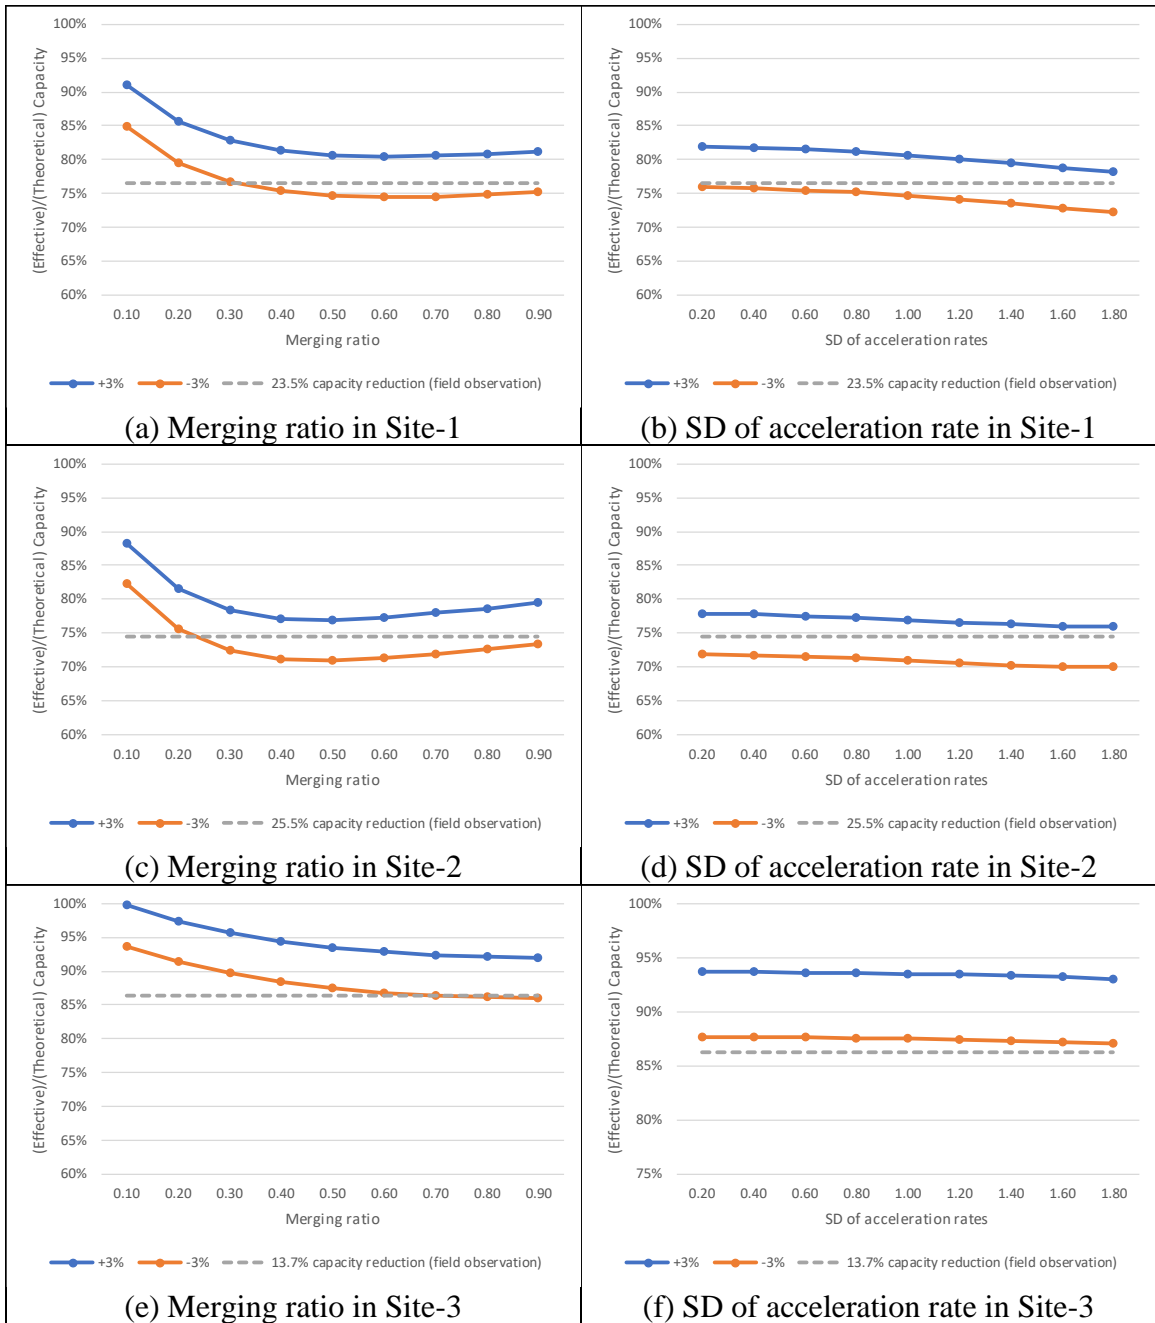 100%
95%
90%
85%
80%
75%
70%
65%
60%
(Effective)/(Theoretical) Capacity
0.10 0.20 0.30 0.40 0.50 0.60 0.70 0.80 0.90
Merging ratio
+3% -3% 23.5% capacity reduction (field observation)
(a) Merging ratio in Site-1
100%
95%
90%
85%
80%
75%
70%
65%
60%
(Effective)/(Theoretical) Capacity
0.20 0.40 0.60 0.80 1.00 1.20 1.40 1.60 1.80
SD of acceleration rates
+3% -3% 23.5% capacity reduction (field observation)
(b) SD of acceleration rate in Site-1
100%
95%
90%
85%
80%
75%
70%
65%
60%
(Effective)/(Theoretical) Capacity
0.10 0.20 0.30 0.40 0.50 0.60 0.70 0.80 0.90
Merging ratio
+3% -3% 25.5% capacity reduction (field observation)
(c) Merging ratio in Site-2
100%
95%
90%
85%
80%
75%
70%
65%
60%
(Effective)/(Theoretical) Capacity
0.20 0.40 0.60 0.80 1.00 1.20 1.40 1.60 1.80
SD of acceleration rates
+3% -3% 25.5% capacity reduction (field observation)
(d) SD of acceleration rate in Site-2
100%
95%
90%
85%
80%
75%
70%
65%
60%
(Effective)/(Theoretical) Capacity
0.10 0.20 0.30 0.40 0.50 0.60 0.70 0.80 0.90
Merging ratio
+3% -3% 13.7% capacity reduction (field observation)
(e) Merging ratio in Site-3
100%
95%
90%
85%
80%
75%
(Effective)/(Theoretical) Capacity
0.20 0.40 0.60 0.80 1.00 1.20 1.40 1.60 1.80
SD of acceleration rates
+3% -3% 13.7% capacity reduction (field observation)
(f) SD of acceleration rate in Site-3